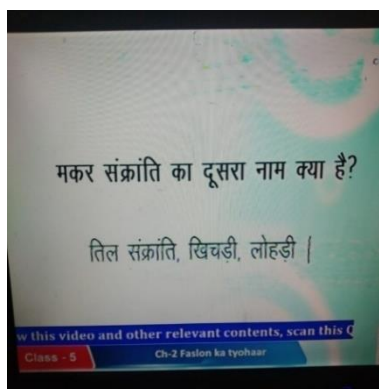 मकर संक्रांति का दूसरा नाम क्या है?
तिल संक्रांति, खिचड़ी, लोहड़ी |
w this video and other relevant contents, scan this Q
Class - 5
Ch-2 Faslon ka tyohaar